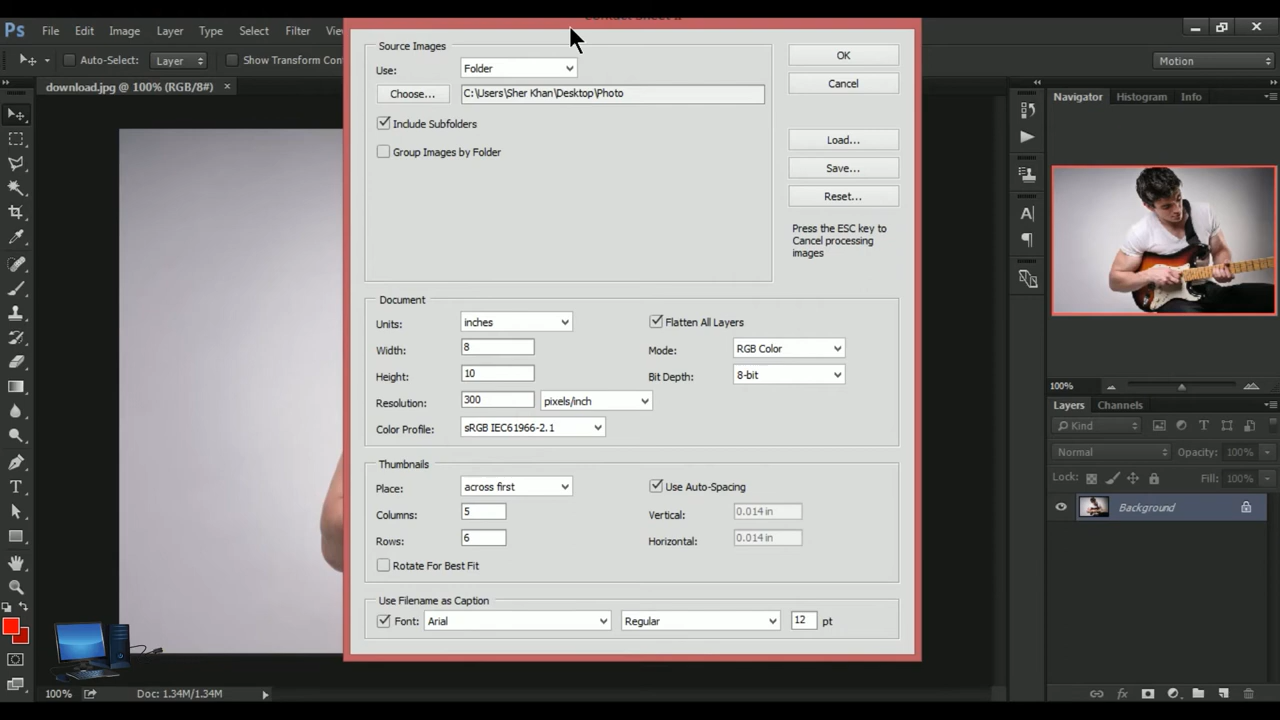 Contact Sheet II
Ps File Edit Image Layer Type Select Filter
Auto-Select: Layer Show Transform
Motion
download.jpg @ 100% (RGB/8#) ×
Source Images
Use: Folder
Choose... C:\Users\Sher Khan\Desktop\Photo
Include Subfolders
Group Images by Folder
OK
Cancel
Load...
Save...
Reset...
Press the ESC key to
Cancel processing
images
Document
Units: inches
Width: 8
Height: 10
Resolution: 300 pixels/inch
Color Profile: sRGB IEC61966-2.1
Flatten All Layers
Mode: RGB Color
Bit Depth: 8-bit
Thumbnails
Place: across first
Columns: 5
Rows: 6
Rotate For Best Fit
Use Auto-Spacing
Vertical: 0.014 in
Horizontal: 0.014 in
Use Filename as Caption
Font: Arial Regular 12 pt
Navigator Histogram Info
100%
Layers Channels
Kind
Normal Opacity: 100%
Lock: Fill: 100%
Background
100% Doc: 1.34M/1.34M